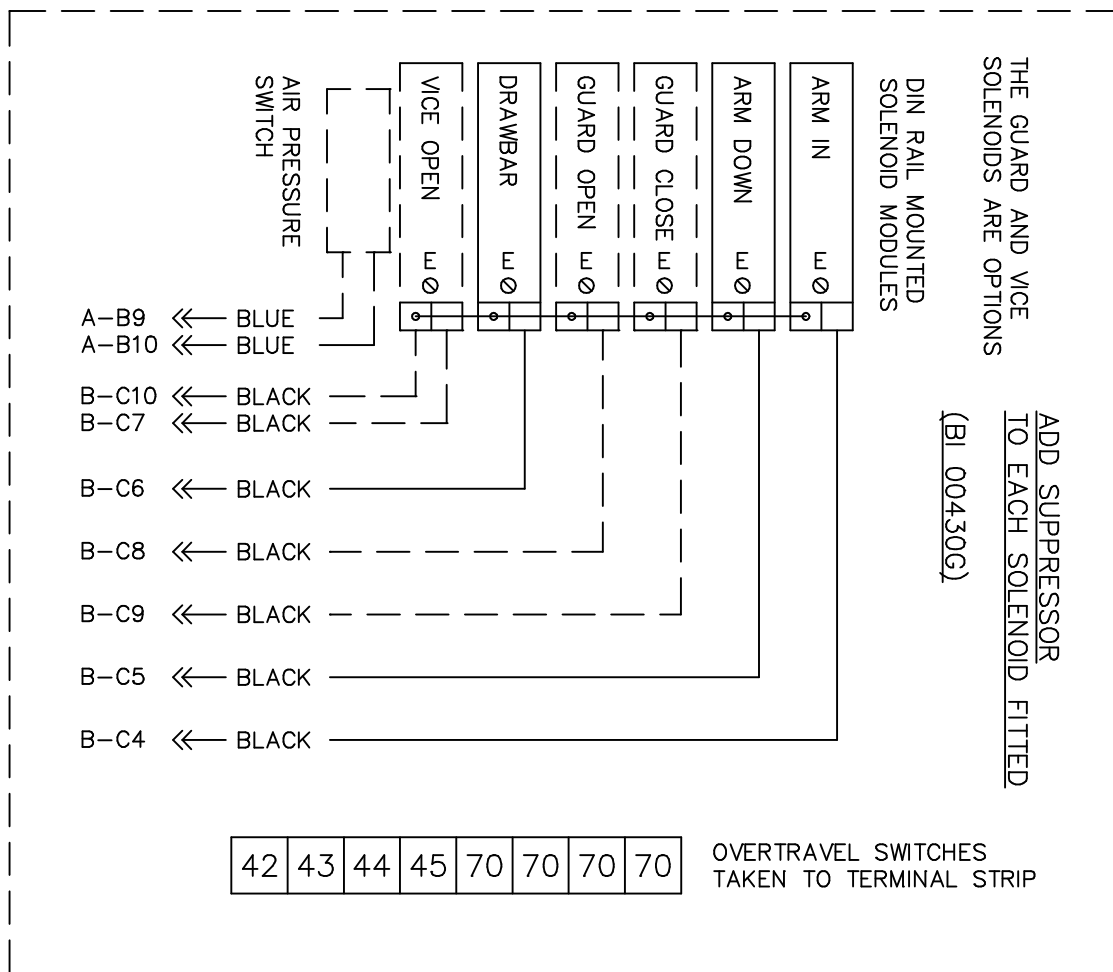 THE GUARD AND VICE
SOLENOIDS ARE OPTIONS
DIN RAIL MOUNTED
SOLENOID MODULES
ARM IN E
ARM DOWN E
GUARD CLOSE E
GUARD OPEN E
DRAWBAR E
VICE OPEN E
AIR PRESSURE
SWITCH
ADD SUPPRESSOR
TO EACH SOLENOID FITTED
(BI 00430G)
A-B9 BLUE
A-B10 BLUE
B-C10 BLACK
B-C7 BLACK
B-C6 BLACK
B-C8 BLACK
B-C9 BLACK
B-C5 BLACK
B-C4 BLACK
42 43 44 45 70 70 70 70
OVERTRAVEL SWITCHES
TAKEN TO TERMINAL STRIP